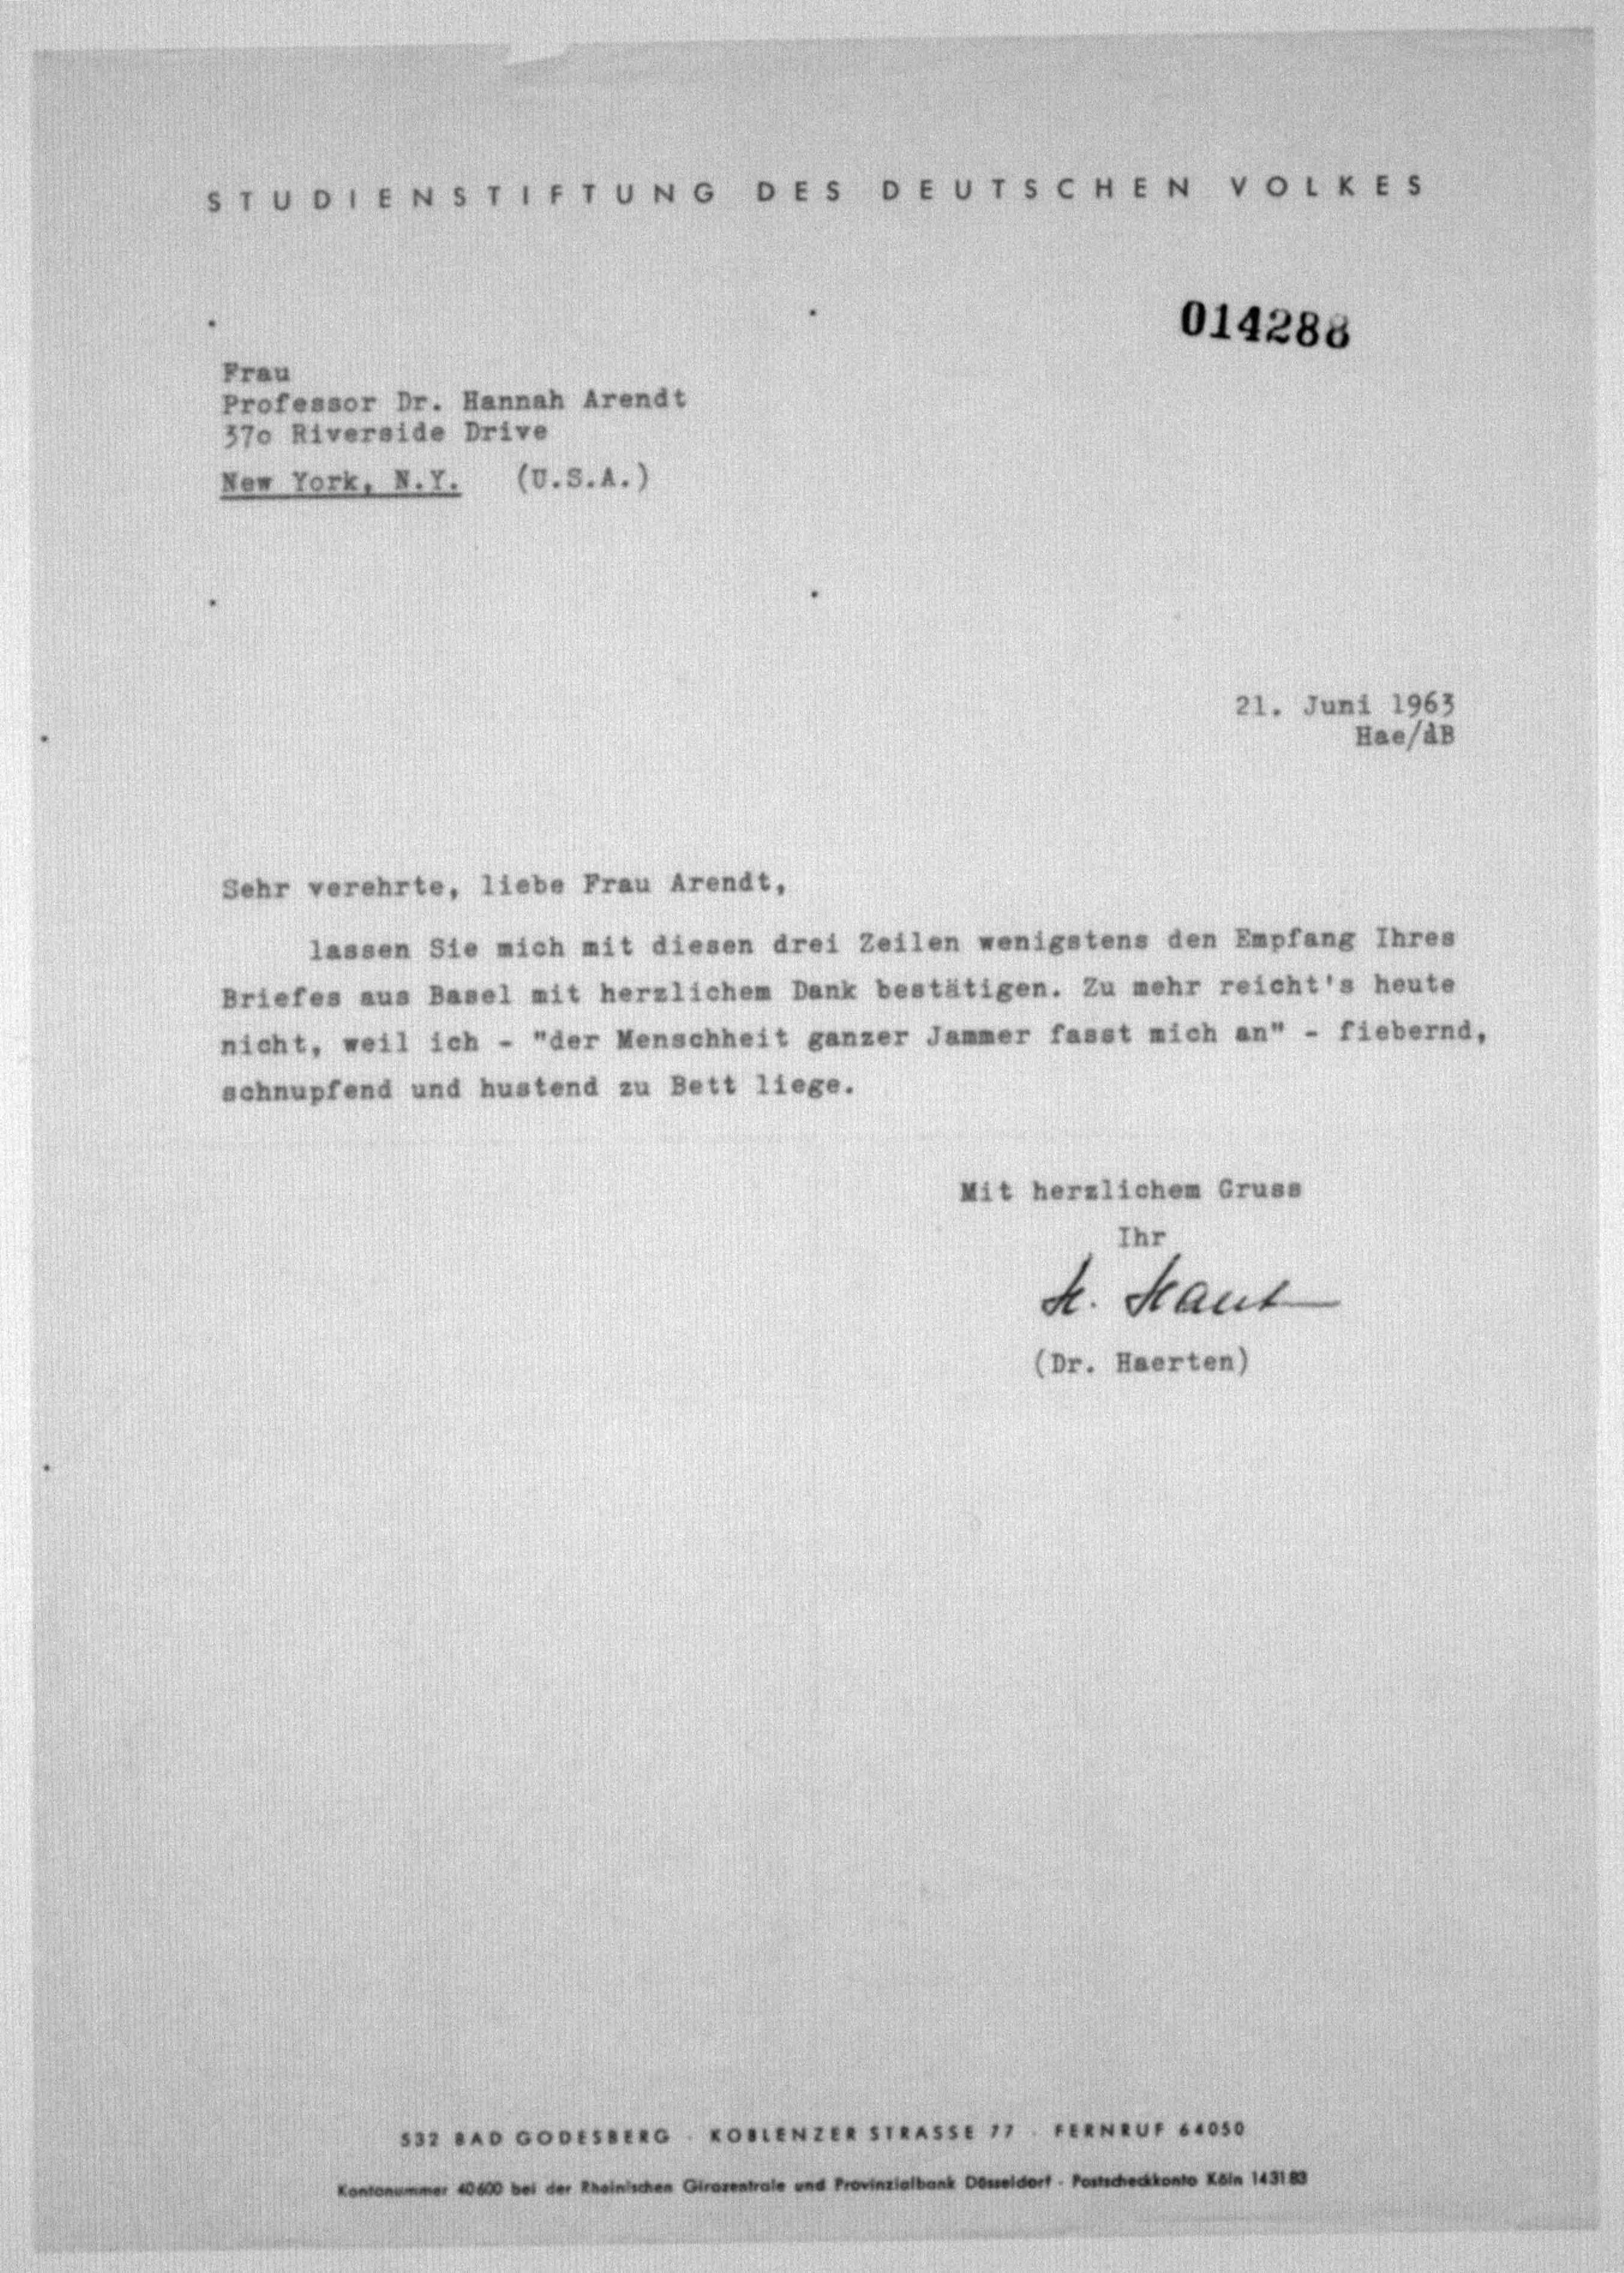 STUDIENSTIFTUNG DES DEUTSCHEN VOLKES
014288
Frau
Professor Dr. Hannah Arendt
37o Riverside Drive
New York, N.Y. (U.S.A.)
21. Juni 1963
Hae/dB
Sehr verehrte, liebe Frau Arendt,
lassen Sie mich mit diesen drei Zeilen wenigstens den Empfang Ihres
Briefes aus Basel mit herzlichem Dank bestätigen. Zu mehr reicht's heute
nicht, weil ich - "der Menschheit ganzer Jammer fasst mich an" - fiebernd,
schnupfend und hustend zu Bett liege.
Mit herzlichem Gruss
Ihr
H.
(Dr. Haerten)
532 BAD GODESBERG · KOBLENZER STRASSE 77 · FERNRUF 64050
Kontonummer 40600 bei der Rheinischen Girozentrale und Provinzialbank Düsseldorf · Postscheckkonto Köln 143183